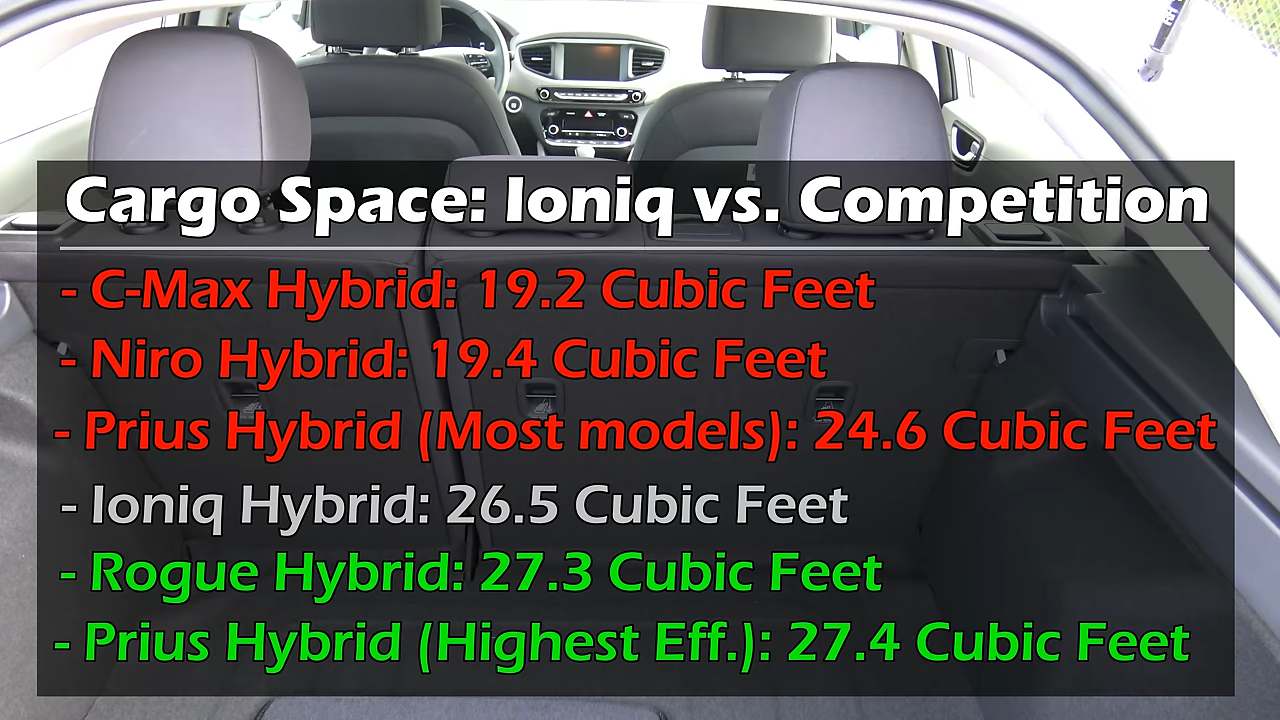 Cargo Space: Ioniq vs. Competition
- C-Max Hybrid: 19.2 Cubic Feet
- Niro Hybrid: 19.4 Cubic Feet
- Prius Hybrid (Most models): 24.6 Cubic Feet
- Ioniq Hybrid: 26.5 Cubic Feet
- Rogue Hybrid: 27.3 Cubic Feet
- Prius Hybrid (Highest Eff.): 27.4 Cubic Feet